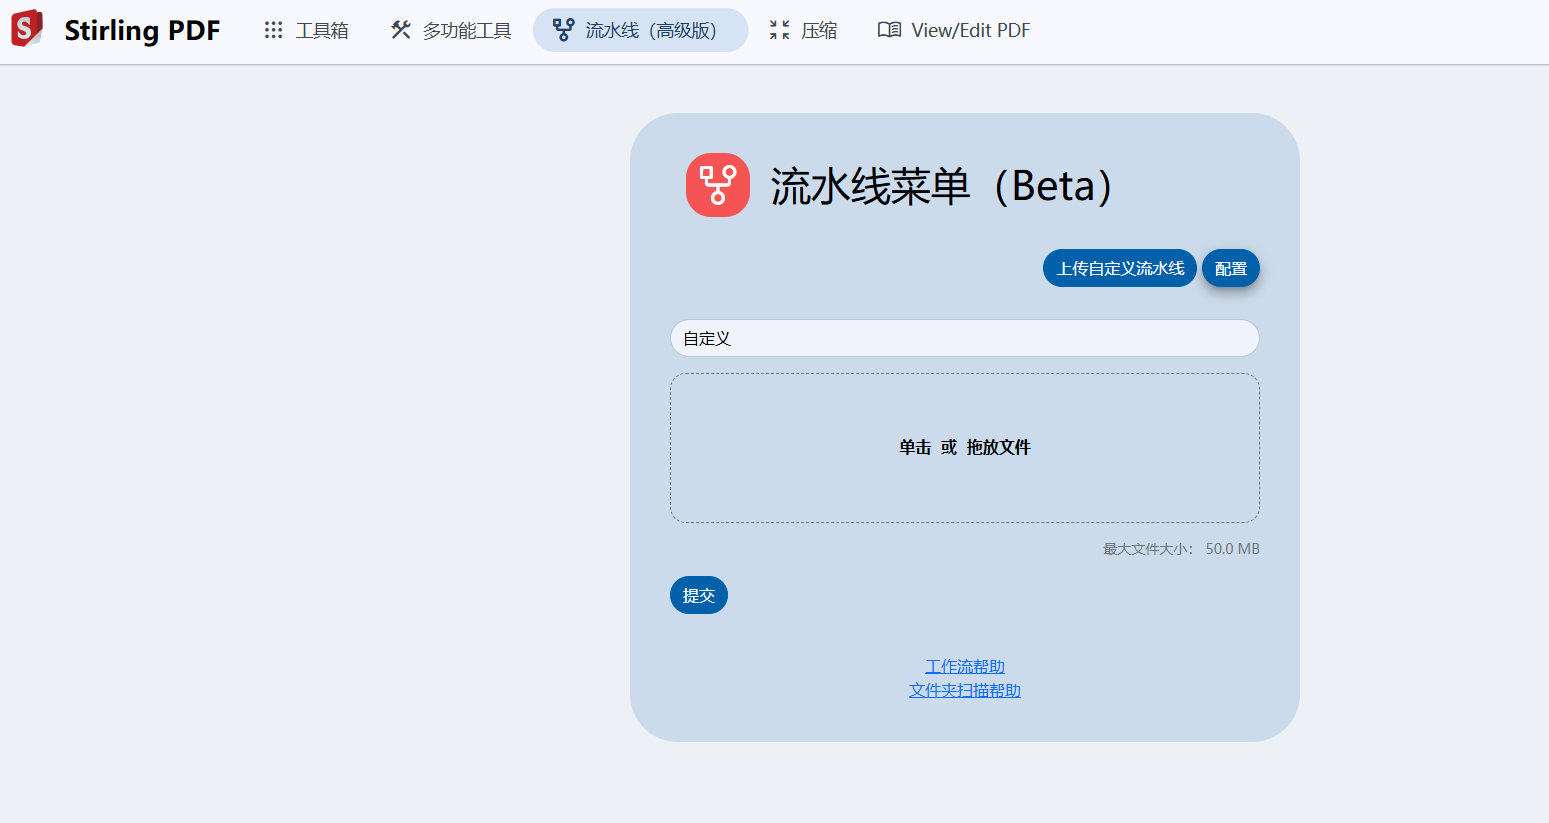 Stirling PDF 工具箱 多功能工具 流水线（高级版） 压缩 View/Edit PDF
流水线菜单（Beta）
上传自定义流水线 配置
自定义
单击 或 拖放文件
最大文件大小： 50.0 MB
提交
工作流帮助
文件夹扫描帮助